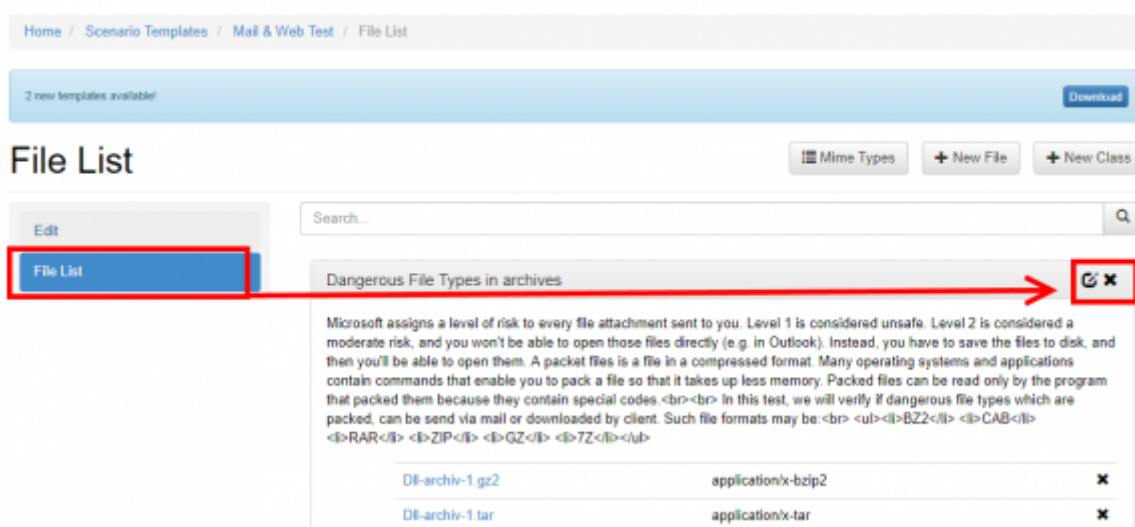 Home / Scenario Templates / Mail & Web Test / File List
2 new templates available!
Download
File List
Mime Types
New File
New Class
Edit
File List
Search...
Dangerous File Types in archives
Microsoft assigns a level of risk to every file attachment sent to you. Level 1 is considered unsafe. Level 2 is considered a
moderate risk, and you won't be able to open those files directly (e.g. in Outlook). Instead, you have to save the files to disk, and
then you'll be able to open them. A packet files is a file in a compressed format. Many operating systems and applications
contain commands that enable you to pack a file so that it takes up less memory. Packed files can be read only by the program
that packed them because they contain special codes.<br><br> In this test, we will verify if dangerous file types which are
packed, can be send via mail or downloaded by client. Such file formats may be:<br> <ul><li>BZ2</li> <li>CAB</li>
<li>RAR</li> <li>ZIP</li> <li>GZ</li> <li>7Z</li></ul>
Dll-archiv-1.gz2 application/x-bzip2
Dll-archiv-1.tar application/x-tar